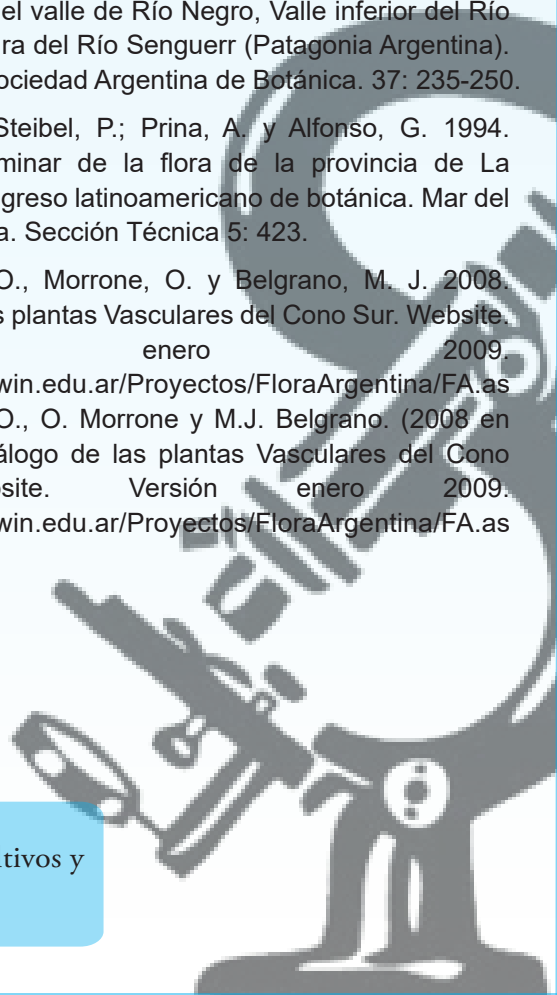 el valle de Río Negro, Valle inferior del Río
ra del Río Senguerr (Patagonia Argentina).
ociedad Argentina de Botánica. 37: 235-250.
Steibel, P.; Prina, A. y Alfonso, G. 1994.
minar de la flora de la provincia de La
greso latinoamericano de botánica. Mar del
a. Sección Técnica 5: 423.
O., Morrone, O. y Belgrano, M. J. 2008.
s plantas Vasculares del Cono Sur. Website.
enero 2009.
win.edu.ar/Proyectos/FloraArgentina/FA.as
O., O. Morrone y M.J. Belgrano. (2008 en
álogo de las plantas Vasculares del Cono
osite. Versión enero 2009.
win.edu.ar/Proyectos/FloraArgentina/FA.as
tivos y